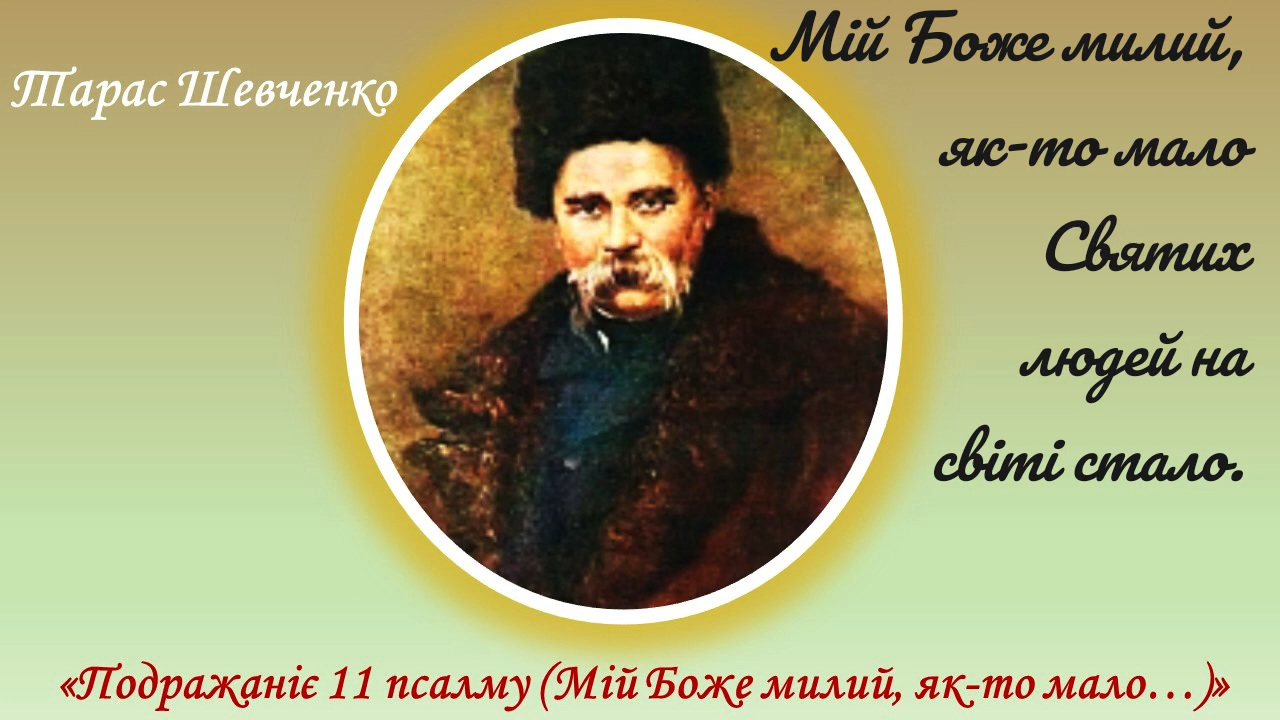 Тарас Шевченко
Мій Боже милий,
як-то мало
Святих
людей на
світі стало.
«Подражаніє 11 псалму (Мій Боже милий, як-то мало…)»